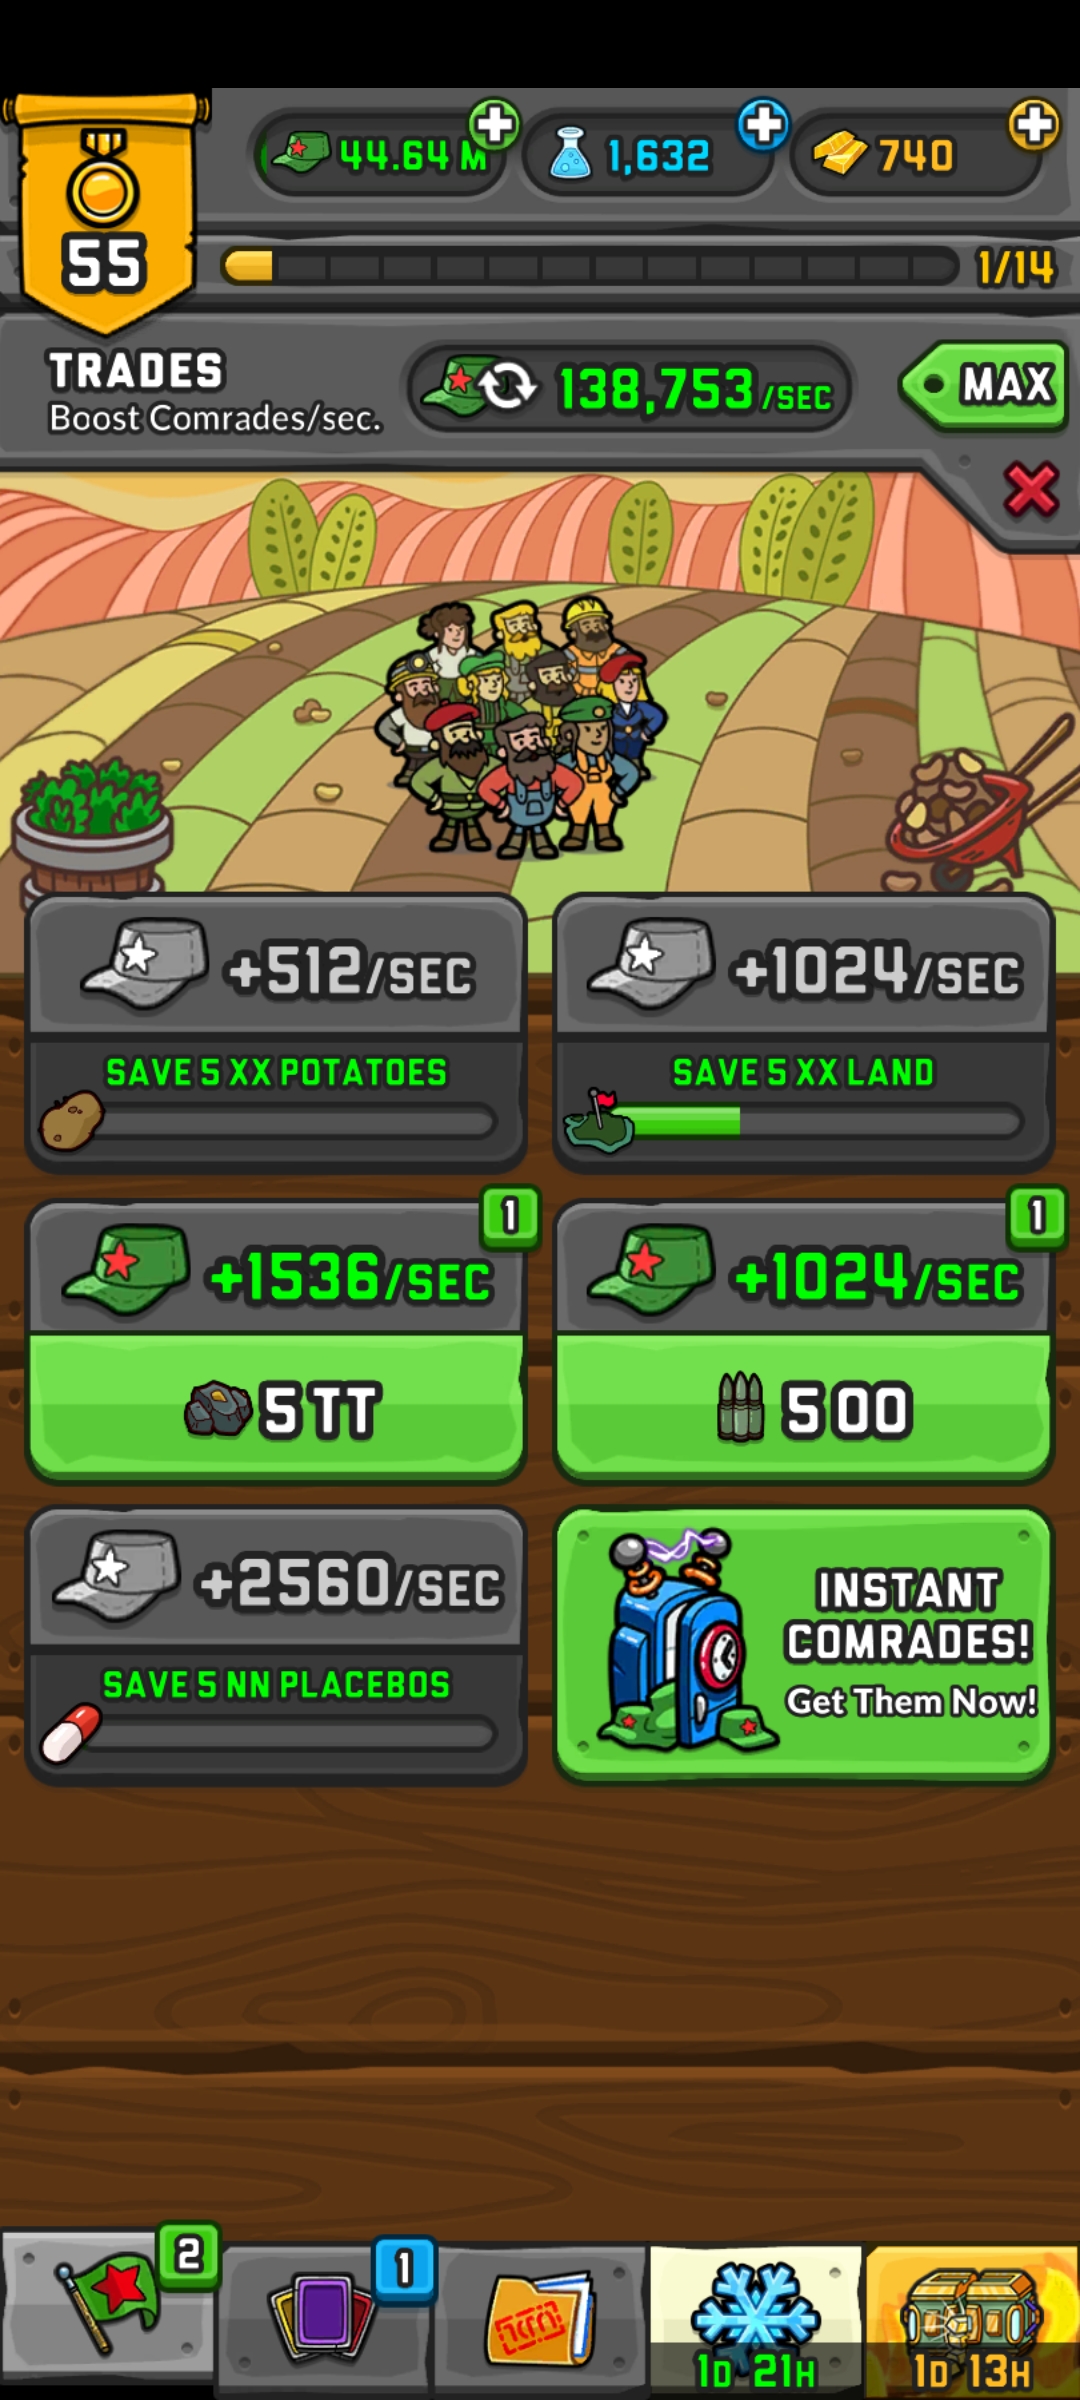 44.64 M
1,632
740
55
1/14
TRADES
Boost Comrades/sec.
138,753/SEC
MAX
+512/SEC
+1024/SEC
SAVE 5 XX POTATOES
SAVE 5 XX LAND
1
1
+1536/SEC
+1024/SEC
5 TT
5 OO
+2560/SEC
SAVE 5 NN PLACEBOS
INSTANT
COMRADES!
Get Them Now!
2
1
1D 21H
1D 13H